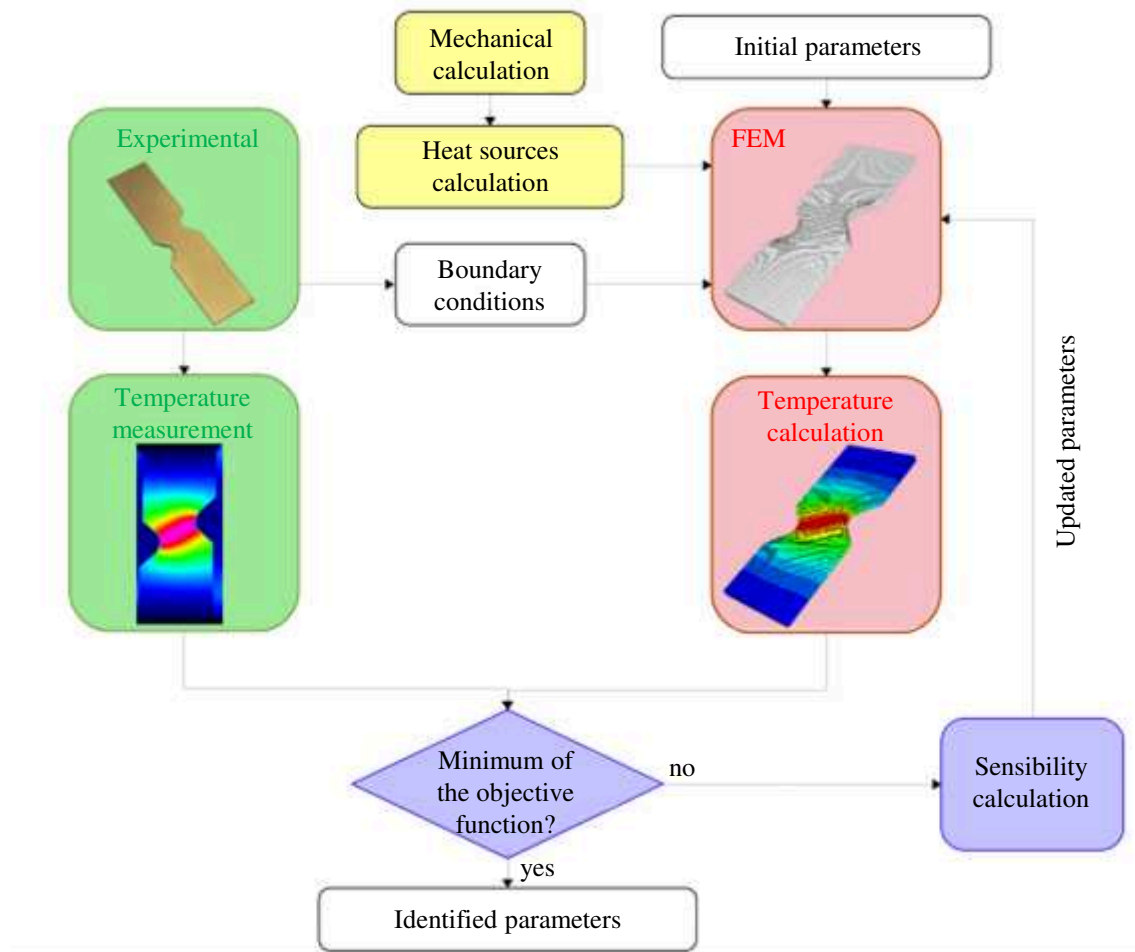 Mechanical
calculation
Initial parameters
Experimental
Heat sources
calculation
FEM
Boundary
conditions
Temperature
measurement
Temperature
calculation
Updated parameters
Minimum of
the objective
function?
no
Sensibility
calculation
yes
Identified parameters